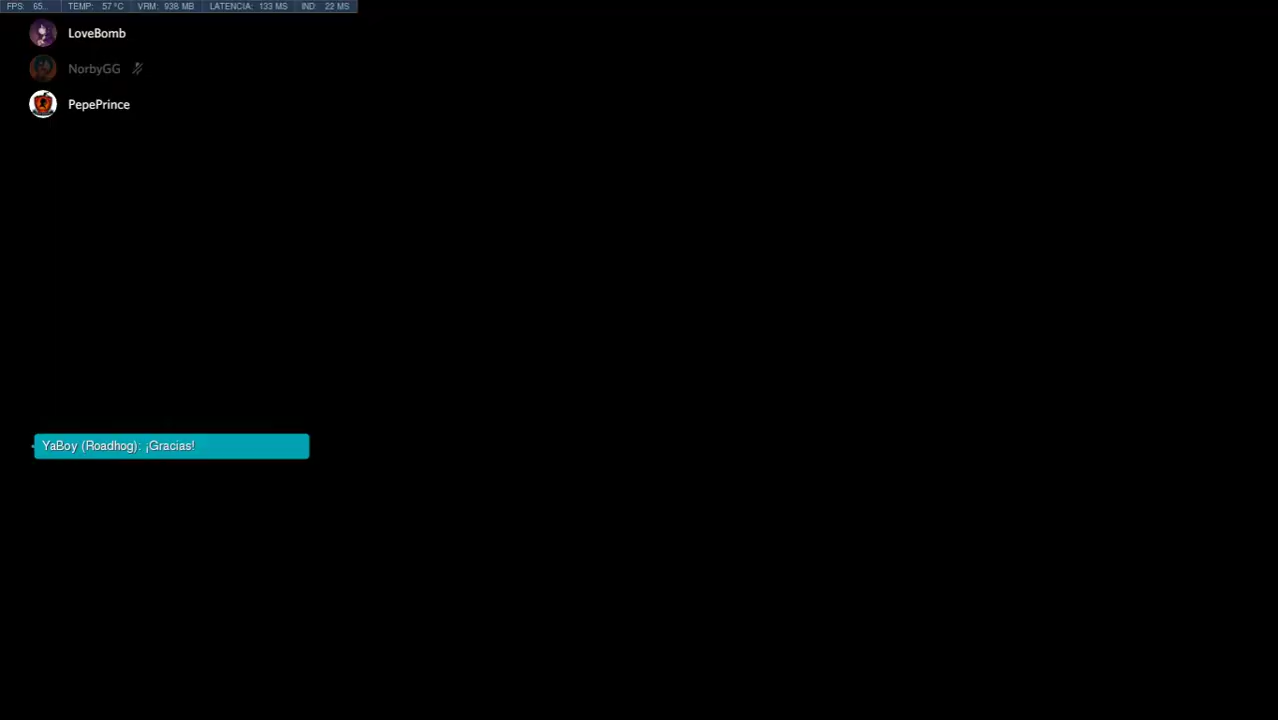 FPS: 65.. TEMP: 57 ºC VRM: 938 MB LATENCIA: 133 MS IND: 22 MS
LoveBomb
NorbyGG
PepePrince
YaBoy (Roadhog): ¡Gracias!